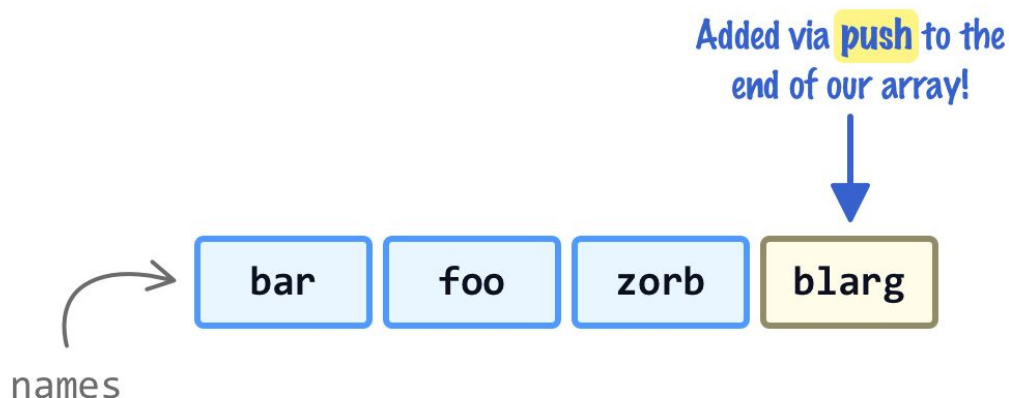 Added via push to the
end of our array!
bar foo zorb blarg
names